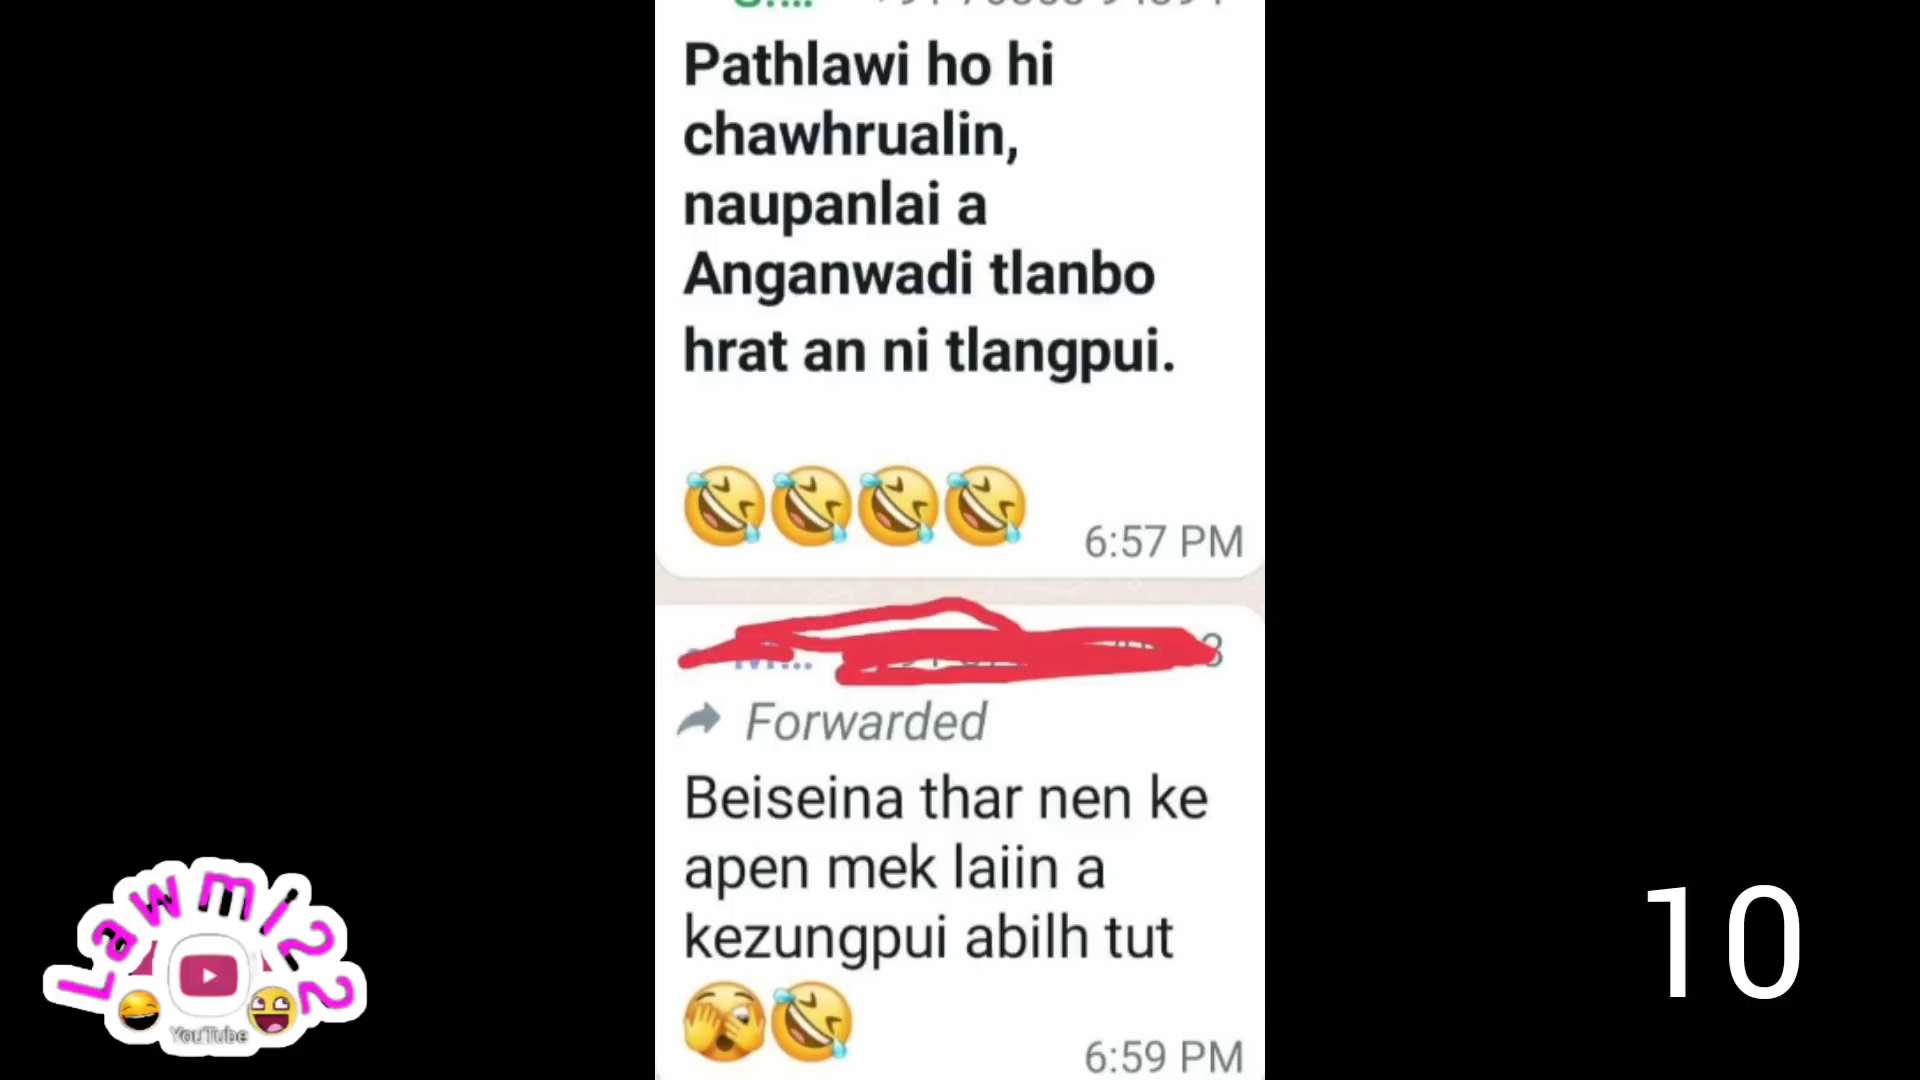 Pathlawi ho hi
chawhrualin,
naupanlai a
Anganwadi tlanbo
hrat an ni tlangpui.
🤣🤣🤣🤣
6:57 PM
Forwarded
Beiseina thar nen ke
apen mek laiin a
kezungpui abilh tut
🫣🤣
6:59 PM
Lawmi22
YouTube
10